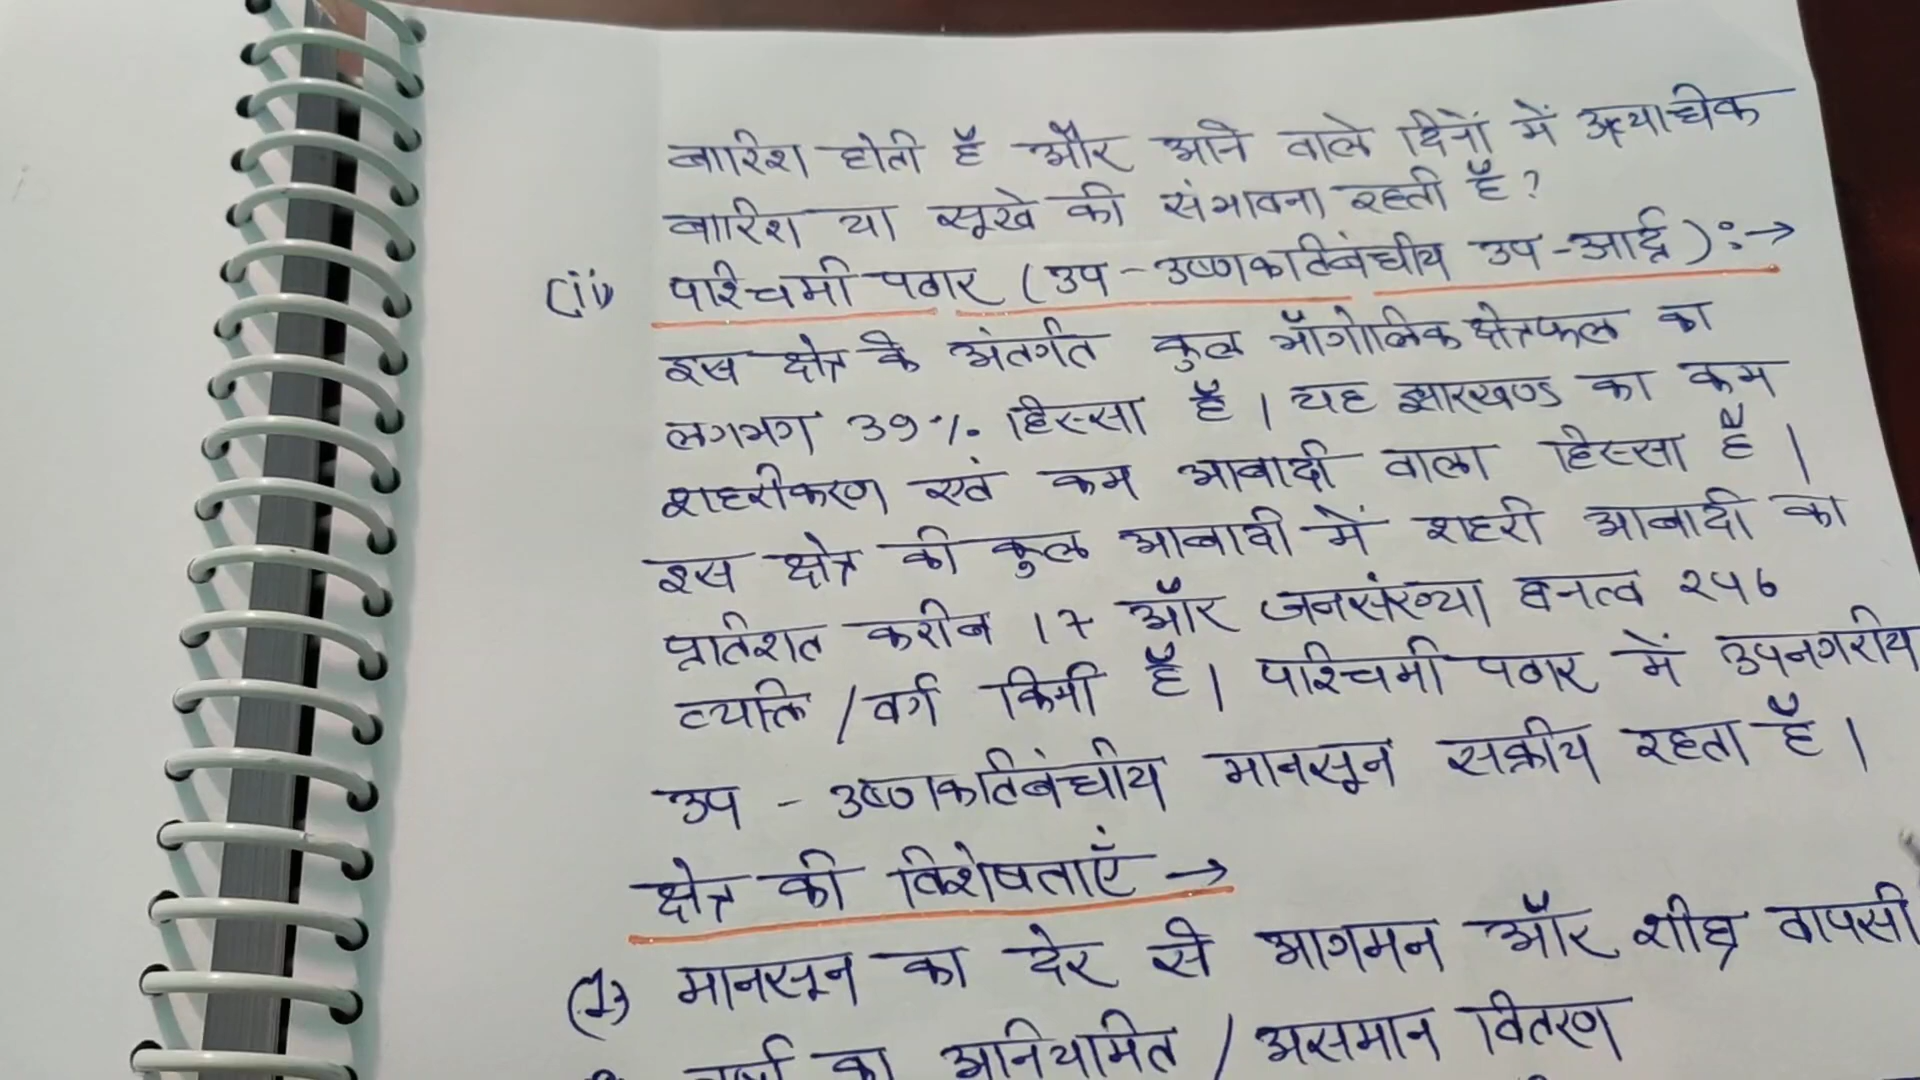 बारिश होती है और आने वाले दिनों में अत्याधिक
बारिश या सूखे की संभावना रहती है?
(ii) पश्चिमी पठार (उप-उष्णकटिबंधीय उप-आर्द्र):→
इस क्षेत्र के अंतर्गत कुल भौगोलिक क्षेत्रफल का
लगभग 39% हिस्सा है। यह झारखण्ड का कम
शहरीकरण एवं कम आबादी वाला हिस्सा है।
इस क्षेत्र की कुल आबादी में शहरी आबादी का
प्रतिशत करीब 17 और जनसंख्या घनत्व २५६
व्यक्ति/वर्ग किमी है। पश्चिमी पठार में उपनगरीय
उप-उष्णकटिबंधीय मानसून सक्रीय रहता है।
क्षेत्र की विशेषताएँ →
(1) मानसून का देर से आगमन और शीघ्र वापसी
का अनियमित / असमान वितरण